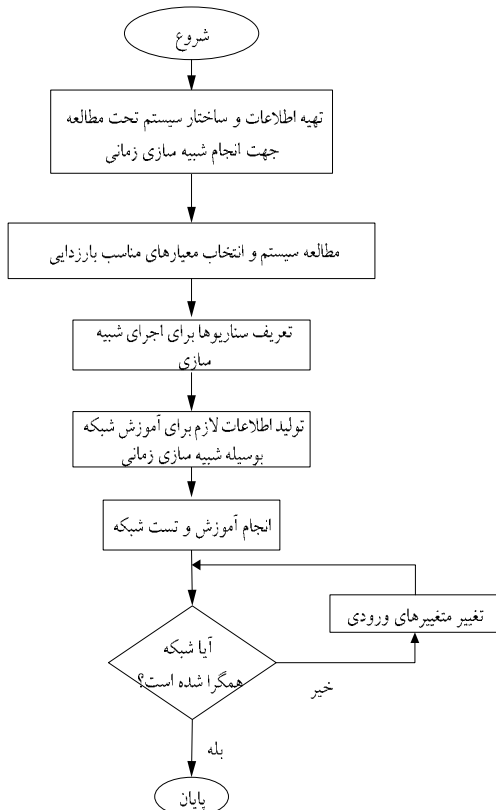 شروع
تهیه اطلاعات و ساختار سیستم تحت مطالعه
جهت انجام شبیه سازی زمانی
مطالعه سیستم و انتخاب معیارهای مناسب بارزدایی
تعریف سناریوها برای اجرای شبیه
سازی
تولید اطلاعات لازم برای آموزش شبکه
بوسیله شبیه سازی زمانی
انجام آموزش و تست شبکه
تغییر متغییرهای ورودی
آیا شبکه
همگرا شده است؟
خیر
بله
پایان